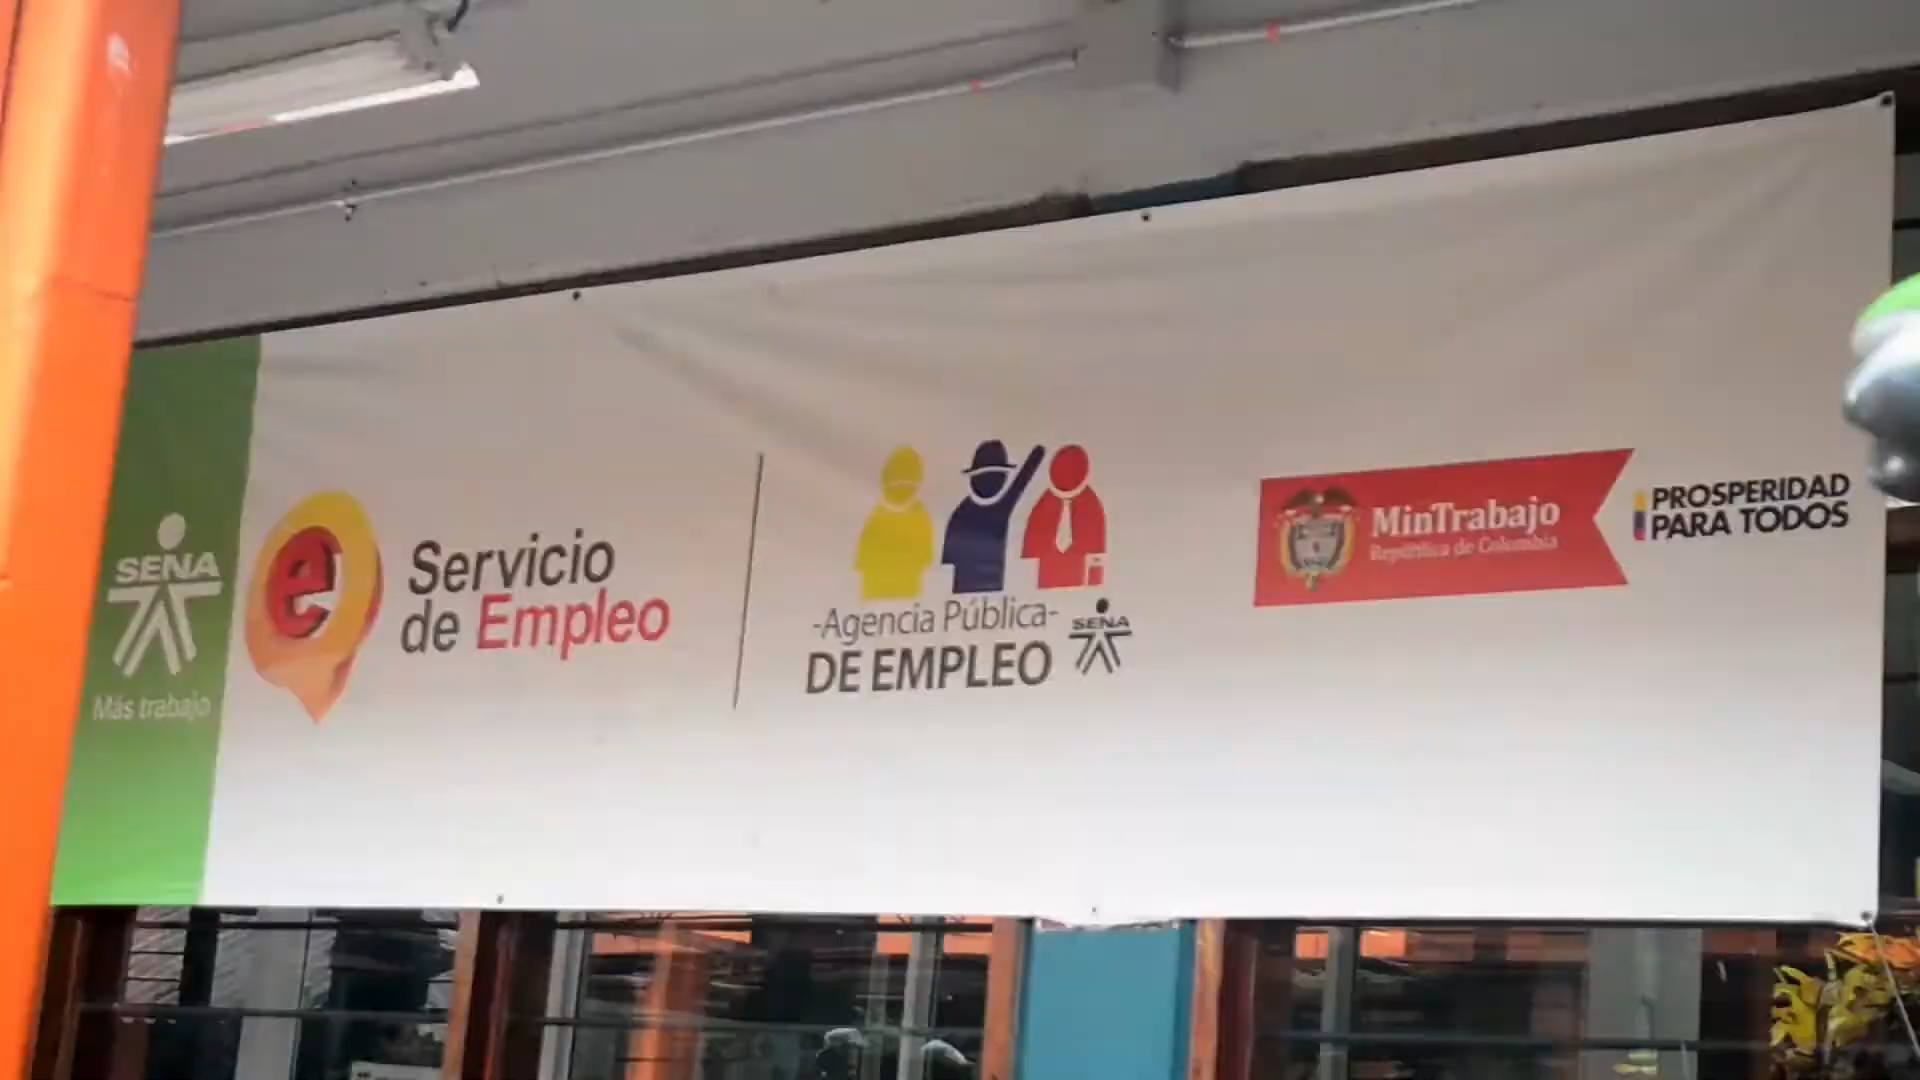 SENA
Más trabajo
e
Servicio
de Empleo
-Agencia Pública-
DE EMPLEO
SENA
MinTrabajo
República de Colombia
PROSPERIDAD
PARA TODOS